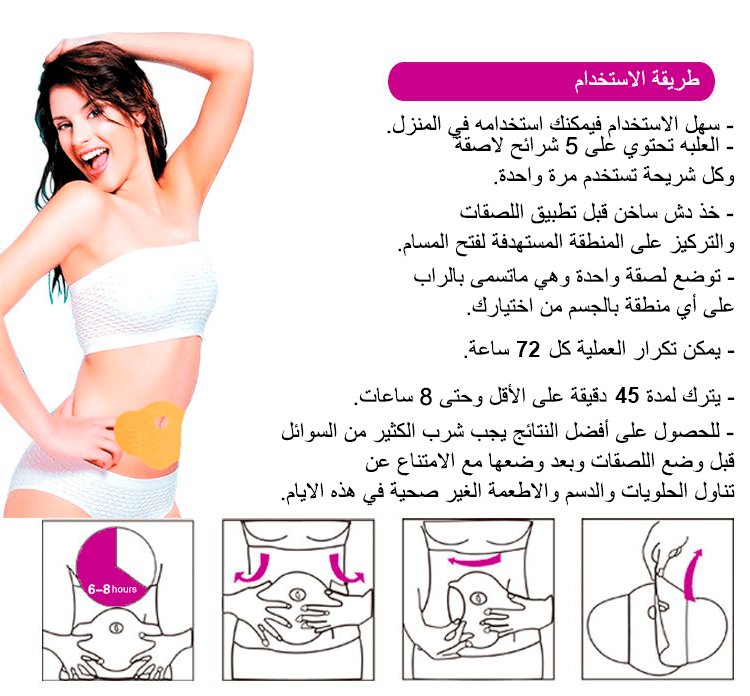 طريقة الاستخدام
- سهل الاستخدام فيمكنك استخدامه في المنزل.
- العلبه تحتوي على 5 شرائح لاصقة
وكل شريحة تستخدم مرة واحدة.
- خذ دش ساخن قبل تطبيق اللصقات
والتركيز على المنطقة المستهدفة لفتح المسام.
- توضع لصقة واحدة وهي ماتسمى بالراب
على أي منطقة بالجسم من اختيارك.
- يمكن تكرار العملية كل 72 ساعة.
- يترك لمدة 45 دقيقة على الأقل وحتى 8 ساعات.
- للحصول على أفضل النتائج يجب شرب الكثير من السوائل
قبل وضع اللصقات وبعد وضعها مع الامتناع عن
تناول الحلويات والدسم والاطعمة الغير صحية في هذه الايام.
6–8 hours